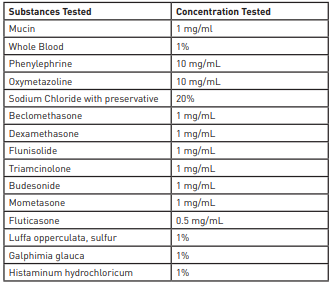 Substances Tested Concentration Tested
Mucin 1 mg/ml
Whole Blood 1%
Phenylephrine 10 mg/mL
Oxymetazoline 10 mg/mL
Sodium Chloride with preservative 20%
Beclomethasone 1 mg/mL
Dexamethasone 1 mg/mL
Flunisolide 1 mg/mL
Triamcinolone 1 mg/mL
Budesonide 1 mg/mL
Mometasone 1 mg/mL
Fluticasone 0.5 mg/mL
Luffa opperculata, sulfur 1%
Galphimia glauca 1%
Histaminum hydrochloricum 1%